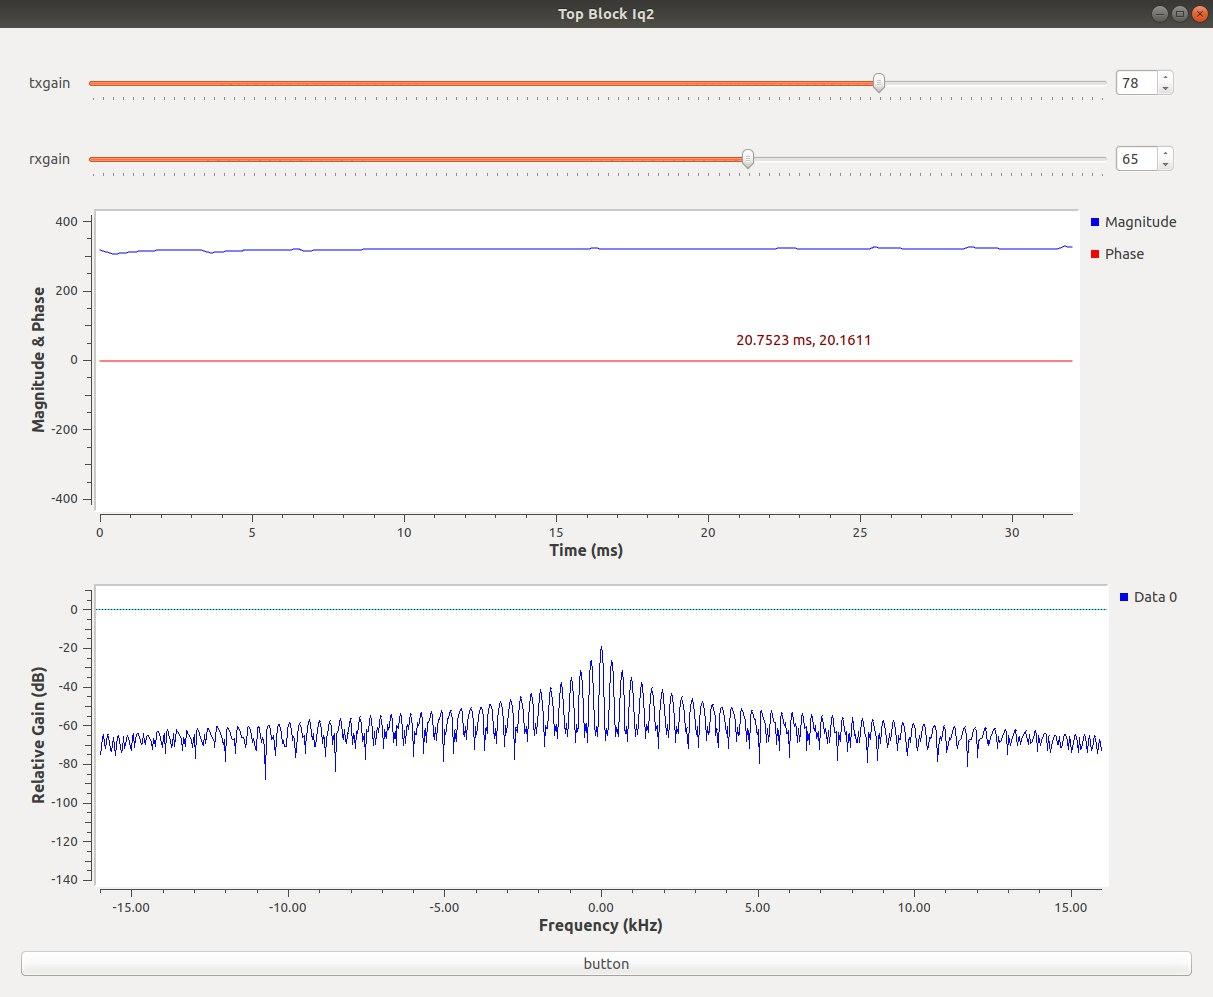 Top Block Iq2
txgain
78
rxgain
65
400
200
0
-200
-400
Magnitude & Phase
20.7523 ms, 20.1611
Magnitude
Phase
0 5 10 15 20 25 30
Time (ms)
0
-20
-40
-60
-80
-100
-120
-140
Relative Gain (dB)
Data 0
-15.00 -10.00 -5.00 0.00 5.00 10.00 15.00
Frequency (kHz)
button